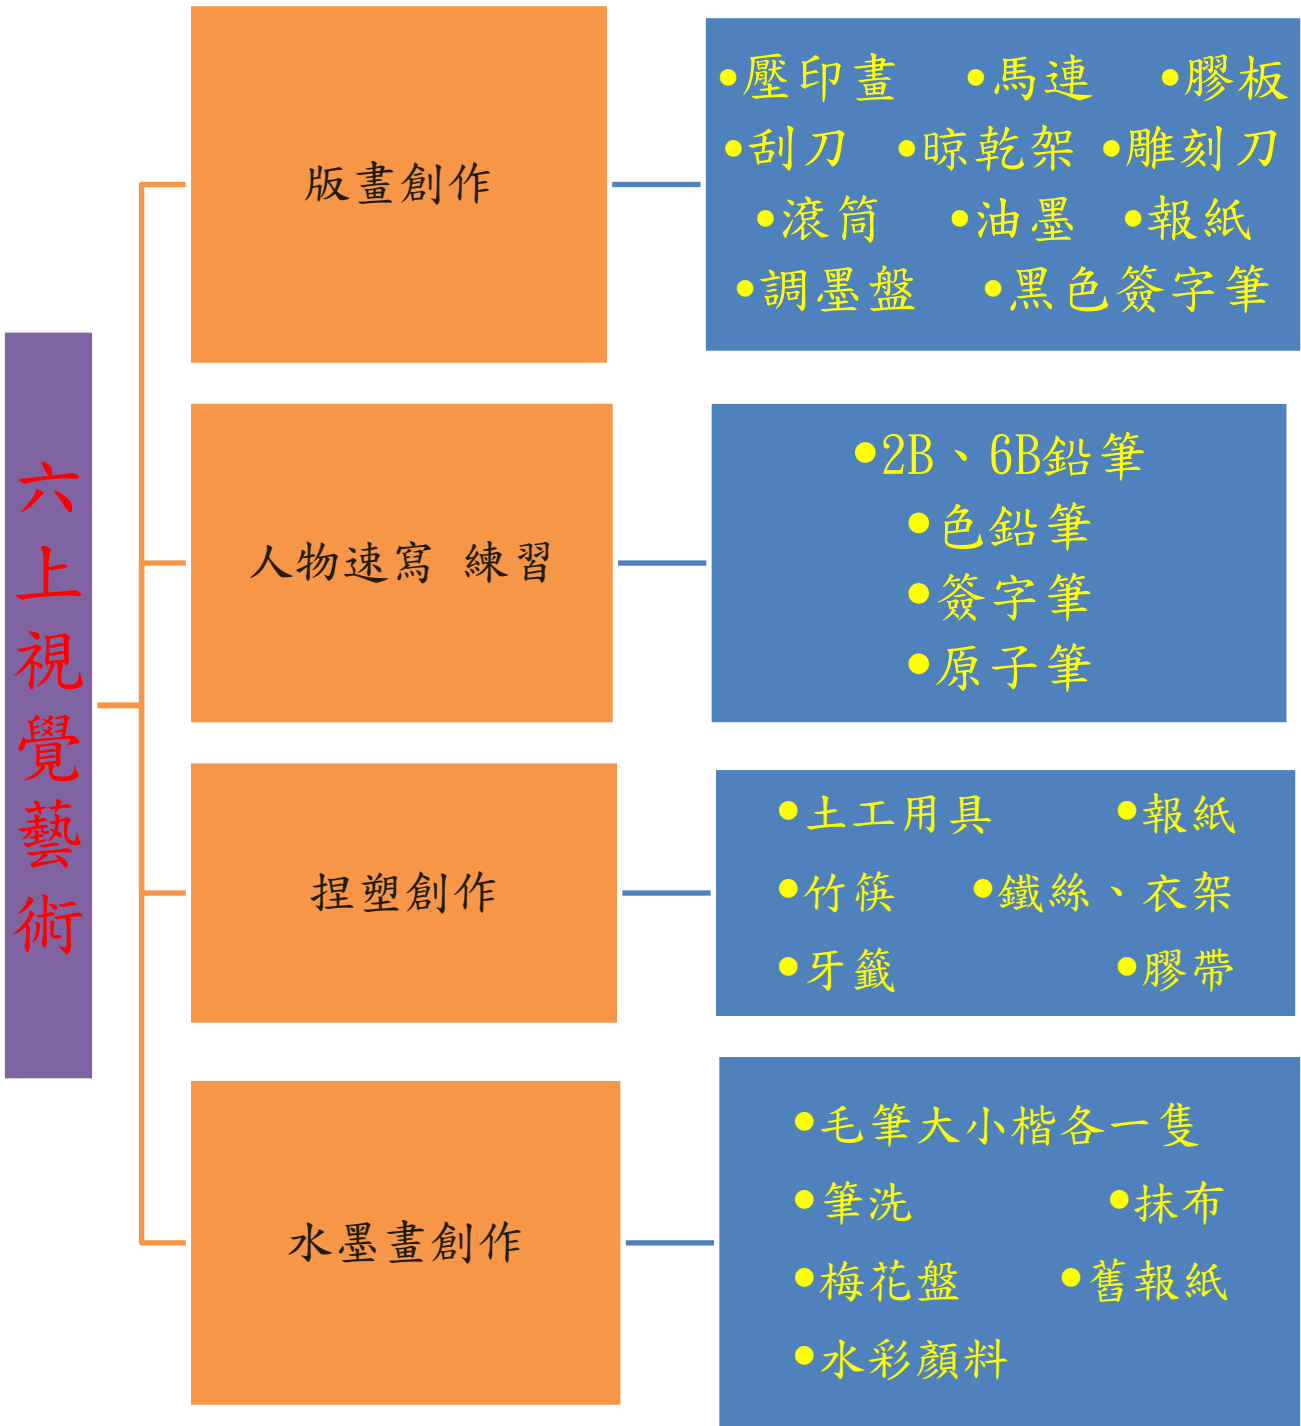 六上視覺藝術
版畫創作
•壓印畫 •馬連 •膠板
•刮刀 •晾乾架 •雕刻刀
•滾筒 •油墨 •報紙
•調墨盤 •黑色簽字筆
人物速寫 練習
•2B、6B鉛筆
•色鉛筆
•簽字筆
•原子筆
捏塑創作
•土工用具 •報紙
•竹筷 •鐵絲、衣架
•牙籤 •膠帶
水墨畫創作
•毛筆大小楷各一隻
•筆洗 •抹布
•梅花盤 •舊報紙
•水彩顏料